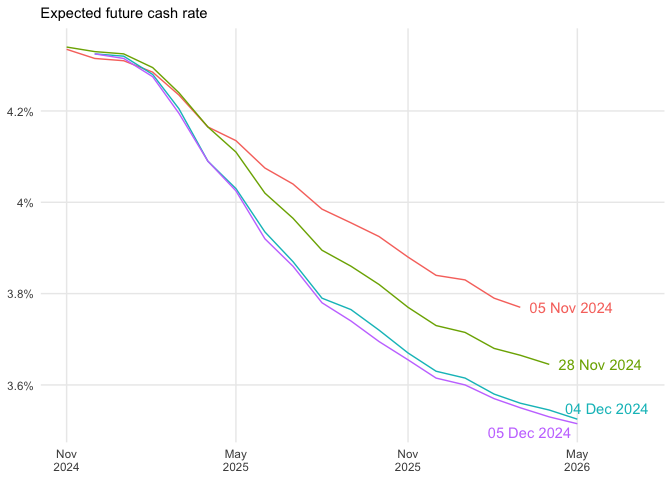 Expected future cash rate
4.2%
4%
3.8%
3.6%
05 Nov 2024
28 Nov 2024
04 Dec 2024
05 Dec 2024
Nov
2024
May
2025
Nov
2025
May
2026